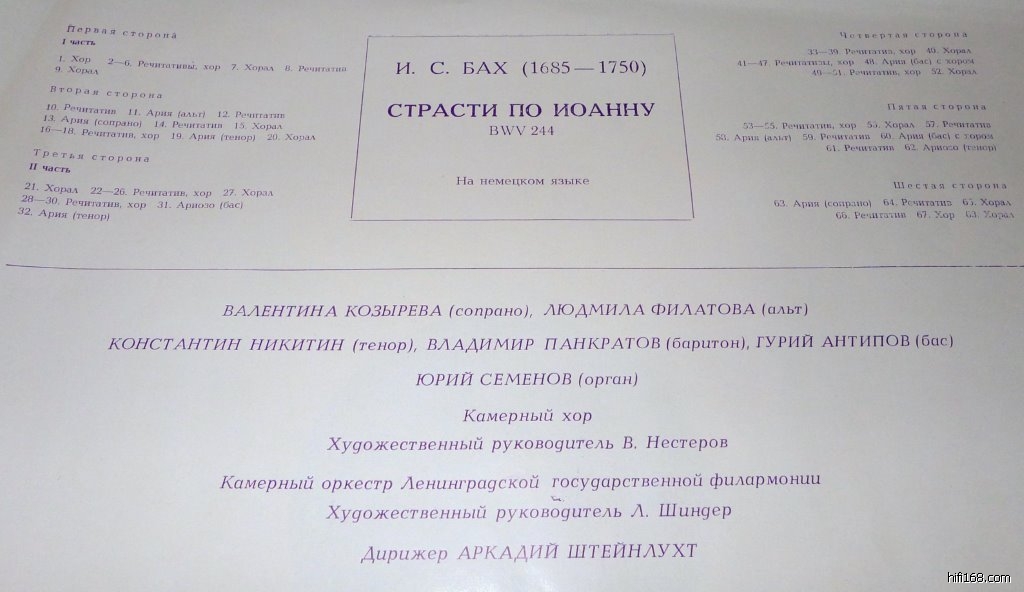 Первая сторона
I часть
1. Хор 2—6. Речитативы, хор 7. Хорал 8. Речитатив
9. Хорал
Вторая сторона
10. Речитатив 11. Ария (альт) 12. Речитатив
13. Ария (сопрано) 14. Речитатив 15. Хорал
16—18. Речитатив, хор 19. Ария (тенор) 20. Хорал
Третья сторона
II часть
21. Хорал 22—26. Речитатив, хор 27. Хорал
28—30. Речитатив, хор 31. Ариозо (бас)
32. Ария (тенор)
И. С. БАХ (1685—1750)
СТРАСТИ ПО ИОАННУ
BWV 244
На немецком языке
Четвертая сторона
33—39. Речитатив, хор 40. Хорал
41—47. Речитативы, хор 48. Ария (бас) с хором
49—51. Речитатив, хор 52. Хорал
Пятая сторона
53—55. Речитатив, хор 56. Хорал 57. Речитатив
58. Ария (альт) 59. Речитатив 60. Ария (бас) с хором
61. Речитатив 62. Ариозо (тенор)
Шестая сторона
63. Ария (сопрано) 64. Речитатив 65. Хорал
66. Речитатив 67. Хор 68. Хорал
ВАЛЕНТИНА КОЗЫРЕВА (сопрано), ЛЮДМИЛА ФИЛАТОВА (альт)
КОНСТАНТИН НИКИТИН (тенор), ВЛАДИМИР ПАНКРАТОВ (баритон), ГУРИЙ АНТИПОВ (бас)
ЮРИЙ СЕМЕНОВ (орган)
Камерный хор
Художественный руководитель В. Нестеров
Камерный оркестр Ленинградской государственной филармонии
Художественный руководитель Л. Шиндер
Дирижер АРКАДИЙ ШТЕЙНЛУХТ
hifi168.com